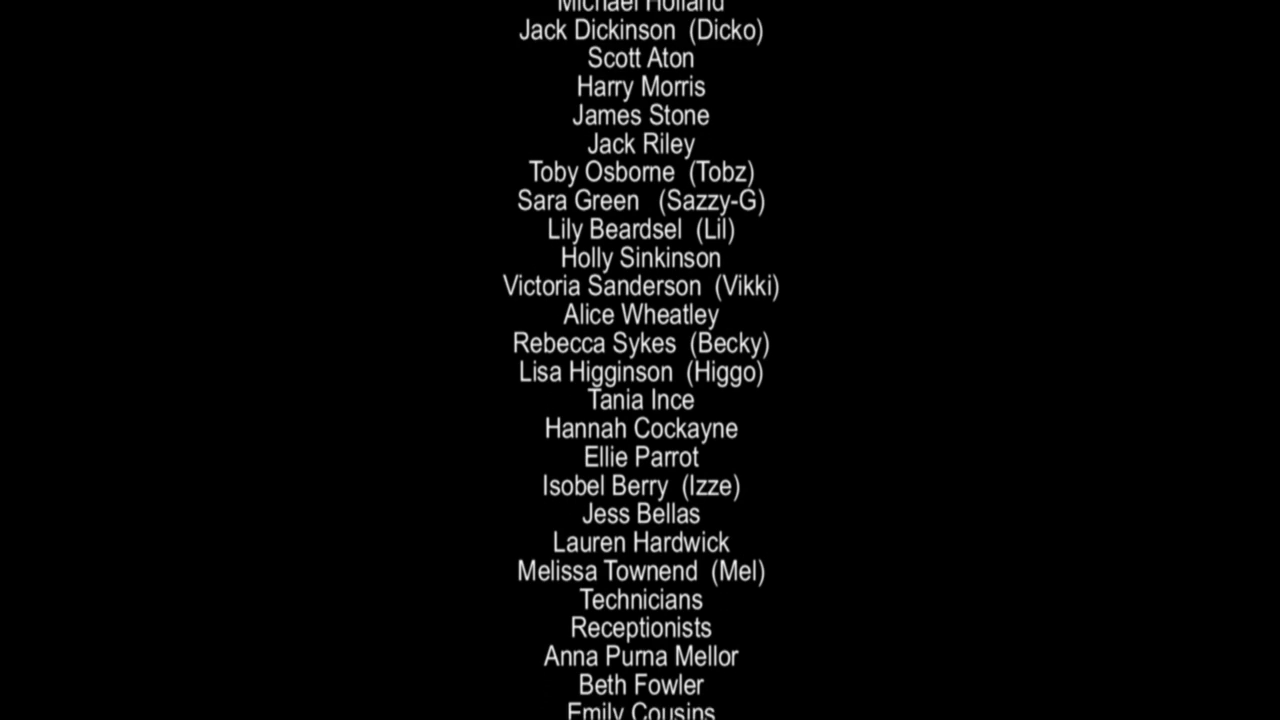 Michael Holland
Jack Dickinson (Dicko)
Scott Aton
Harry Morris
James Stone
Jack Riley
Toby Osborne (Tobz)
Sara Green (Sazzy-G)
Lily Beardsel (Lil)
Holly Sinkinson
Victoria Sanderson (Vikki)
Alice Wheatley
Rebecca Sykes (Becky)
Lisa Higginson (Higgo)
Tania Ince
Hannah Cockayne
Ellie Parrot
Isobel Berry (Izze)
Jess Bellas
Lauren Hardwick
Melissa Townend (Mel)
Technicians
Receptionists
Anna Purna Mellor
Beth Fowler
Emily Cousins